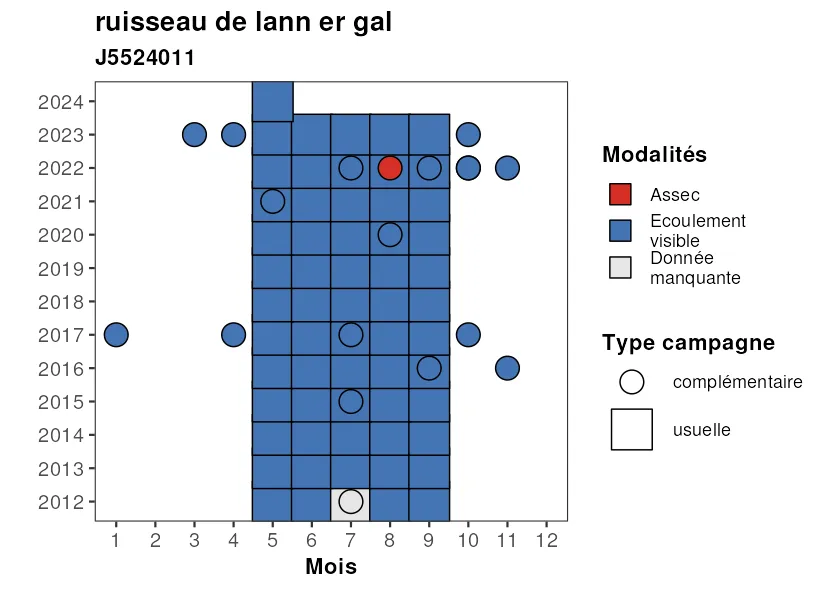 ruisseau de lann er gal
J5524011
2024
2023
2022
2021
2020
2019
2018
2017
2016
2015
2014
2013
2012
1 2 3 4 5 6 7 8 9 10 11 12
Mois
Modalités
Assec
Ecoulement
visible
Donnée
manquante
Type campagne
complémentaire
usuelle